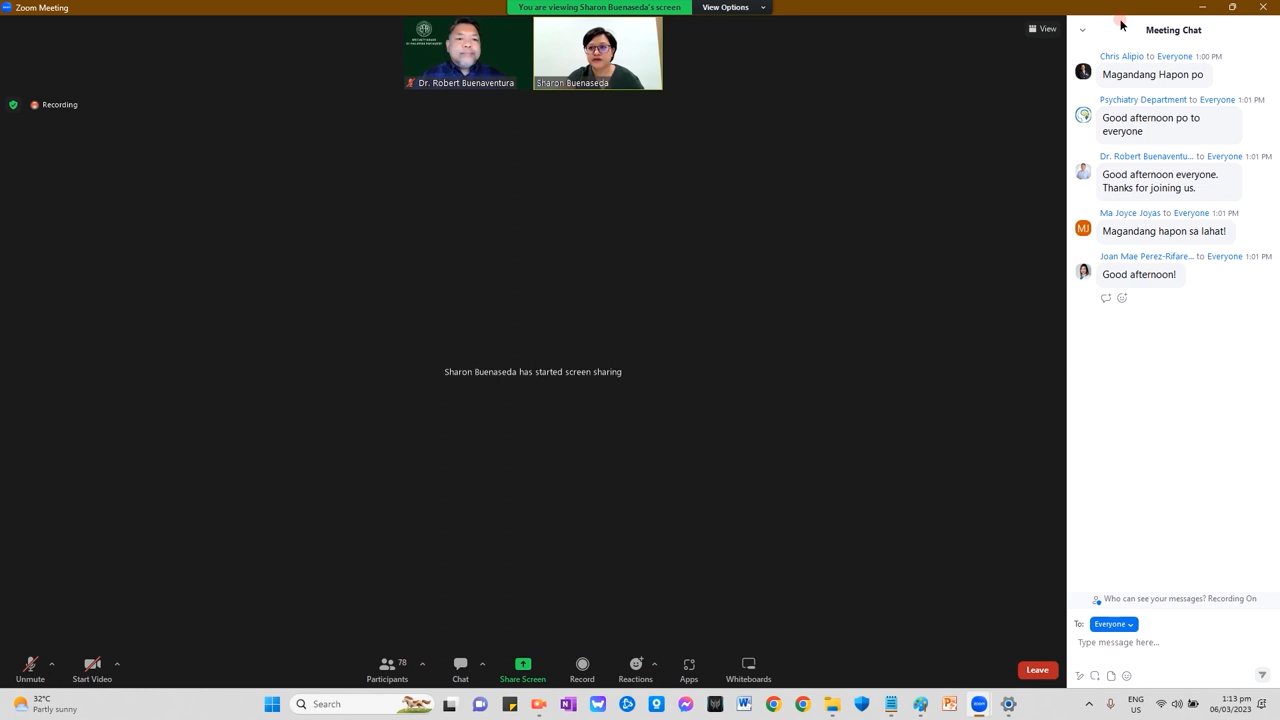 Zoom Meeting
You are viewing Sharon Buenaseda's screen
View Options
View
Recording
Dr. Robert Buenaventura
Sharon Buenaseda
Sharon Buenaseda has started screen sharing
Meeting Chat
Chris Alipio to Everyone 1:00 PM
Magandang Hapon po
Psychiatry Department to Everyone 1:01 PM
Good afternoon po to
everyone
Dr. Robert Buenaventu... to Everyone 1:01 PM
Good afternoon everyone.
Thanks for joining us.
Ma Joyce Joyas to Everyone 1:01 PM
MJ
Magandang hapon sa lahat!
Joan Mae Perez-Rifare... to Everyone 1:01 PM
Good afternoon!
Who can see your messages? Recording On
To: Everyone
Type message here...
Unmute
Start Video
Participants
78
Chat
Share Screen
Record
Reactions
Apps
Whiteboards
Leave
32°C
Partly sunny
Search
ENG
US
1:13 pm
06/03/2023